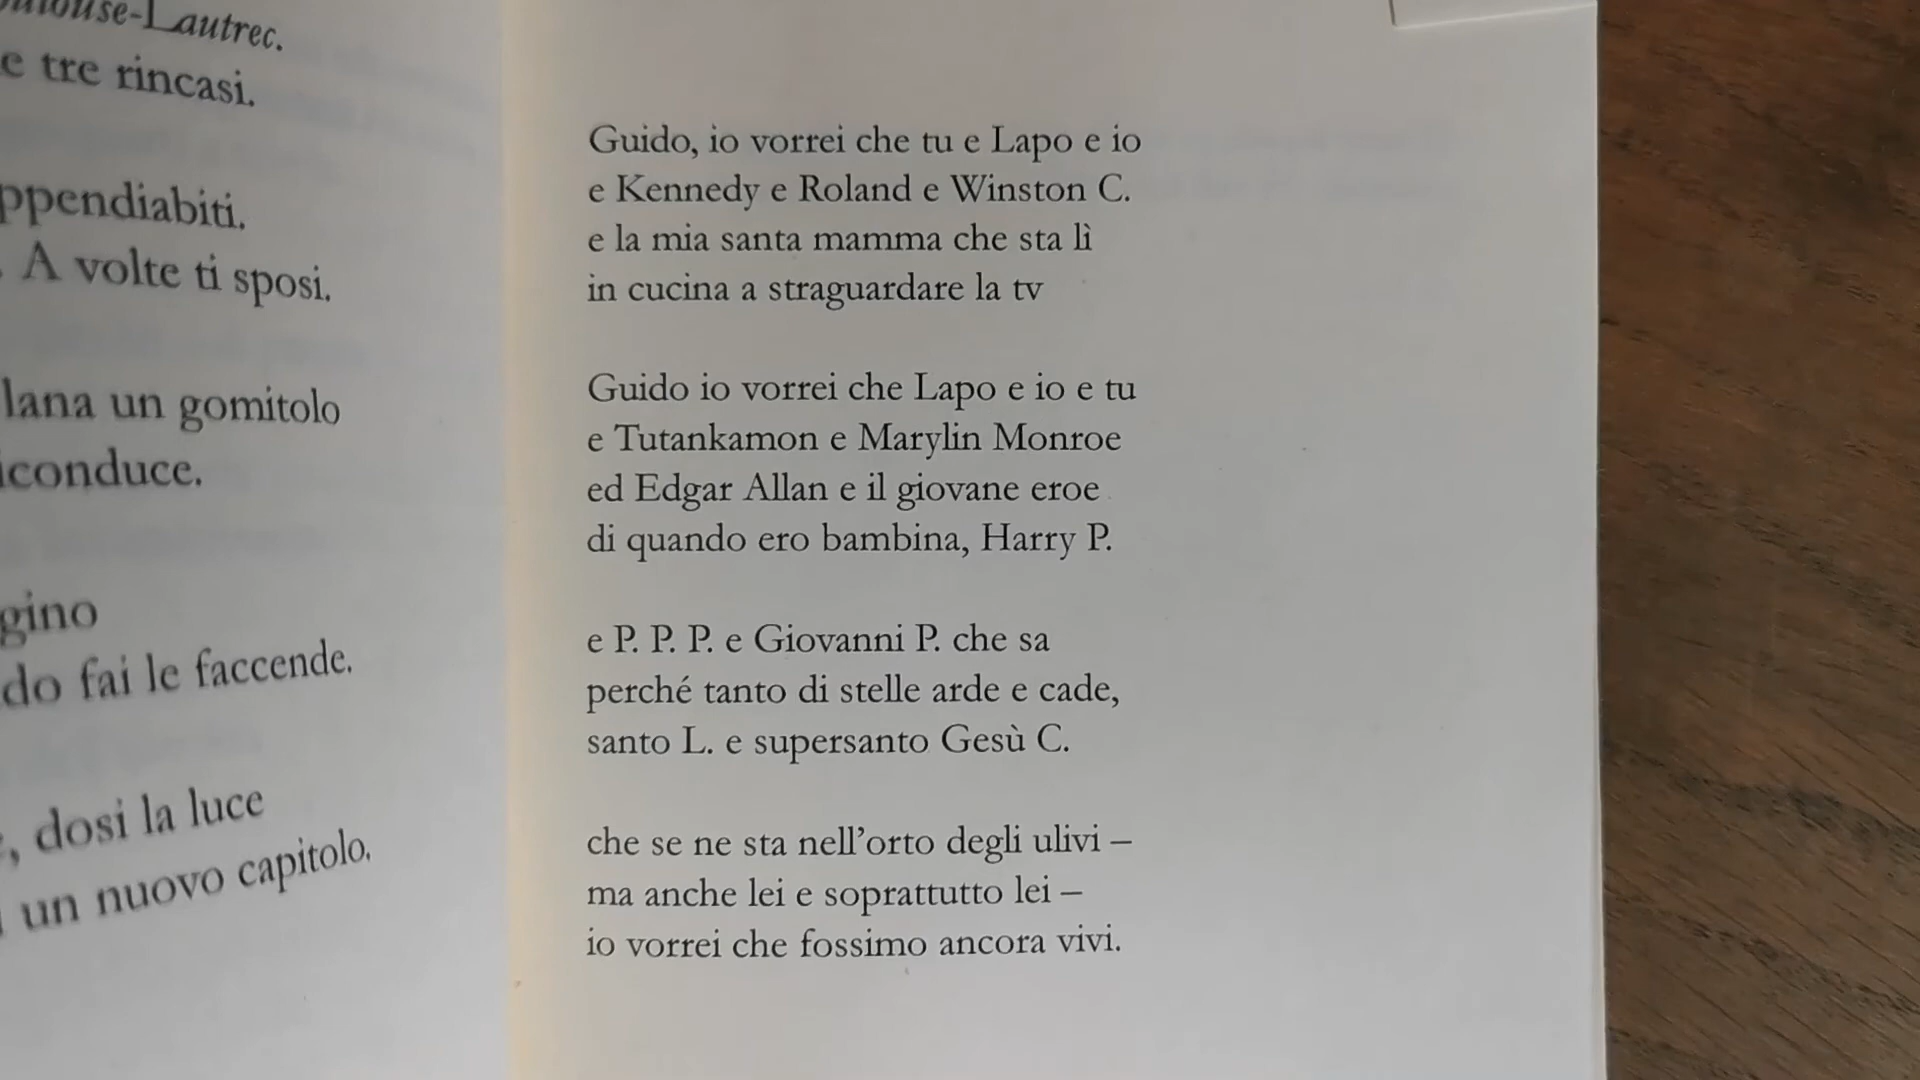 Toulouse-Lautrec.
e tre rincasi.
ppendiabiti.
. A volte ti sposi.
lana un gomitolo
iconduce.
gino
do fai le faccende.
, dosi la luce
un nuovo capitolo.
Guido, io vorrei che tu e Lapo e io
e Kennedy e Roland e Winston C.
e la mia santa mamma che sta lì
in cucina a straguardare la tv
Guido io vorrei che Lapo e io e tu
e Tutankamon e Marylin Monroe
ed Edgar Allan e il giovane eroe
di quando ero bambina, Harry P.
e P. P. P. e Giovanni P. che sa
perché tanto di stelle arde e cade,
santo L. e supersanto Gesù C.
che se ne sta nell’orto degli ulivi –
ma anche lei e soprattutto lei –
io vorrei che fossimo ancora vivi.